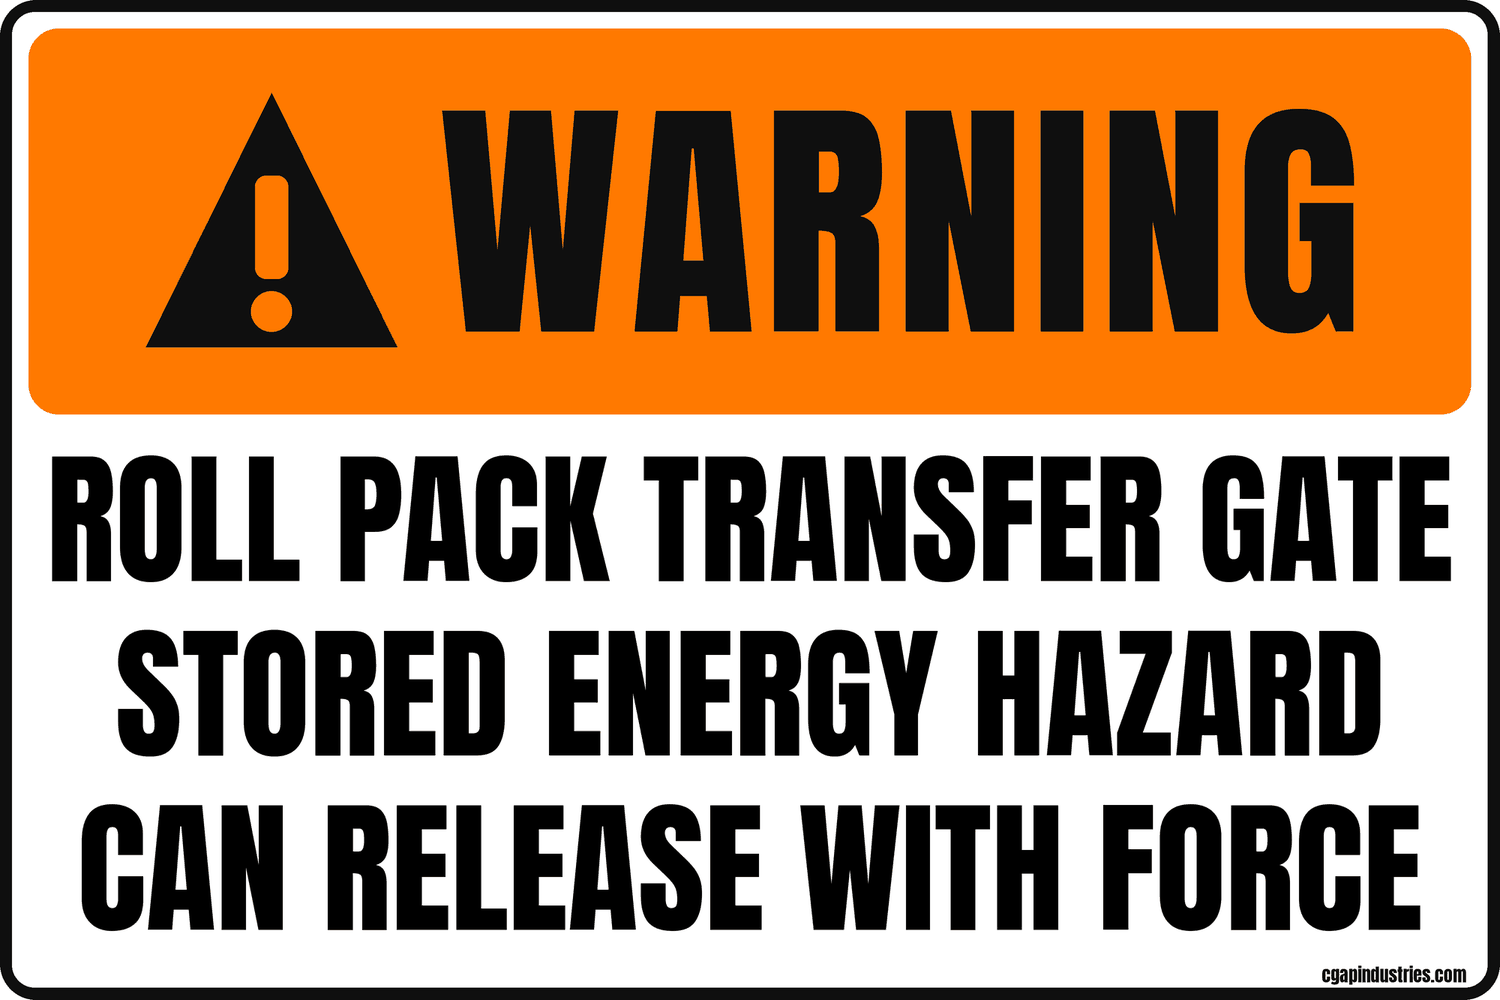 WARNING
ROLL PACK TRANSFER GATE
STORED ENERGY HAZARD
CAN RELEASE WITH FORCE
cgapindustries.com